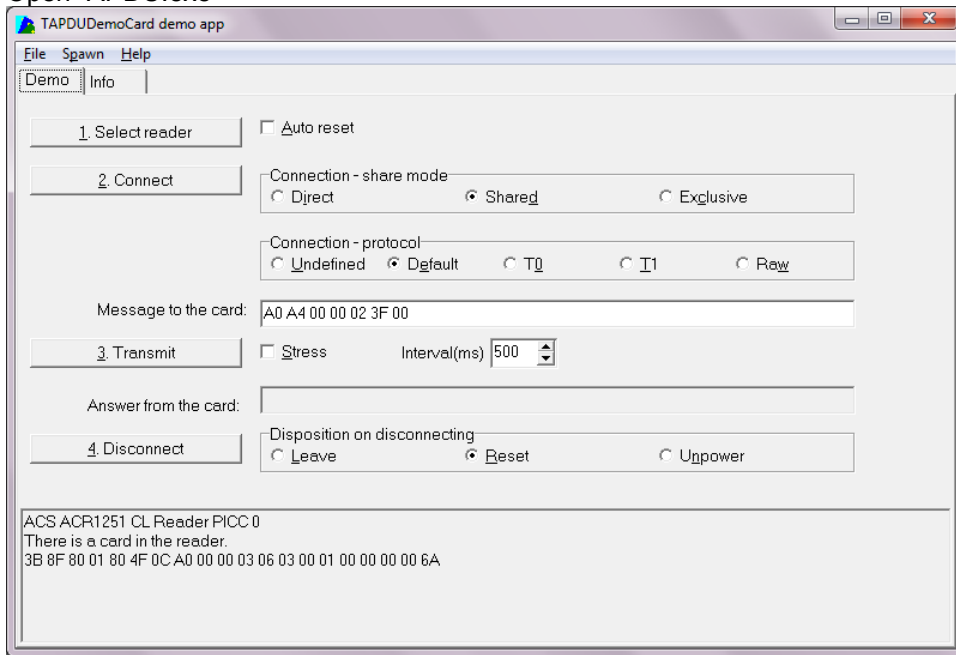 TAPDUDemoCard demo app
File Spawn Help
Demo Info
1. Select reader Auto reset
2. Connect Connection - share mode
Direct Shared Exclusive
Connection - protocol
Undefined Default T0 T1 Raw
Message to the card: A0 A4 00 00 02 3F 00
3. Transmit Stress Interval(ms) 500
Answer from the card:
4. Disconnect Disposition on disconnecting
Leave Reset Unpower
ACS ACR1251 CL Reader PICC 0
There is a card in the reader.
3B 8F 80 01 80 4F 0C A0 00 00 03 06 03 00 01 00 00 00 00 6A